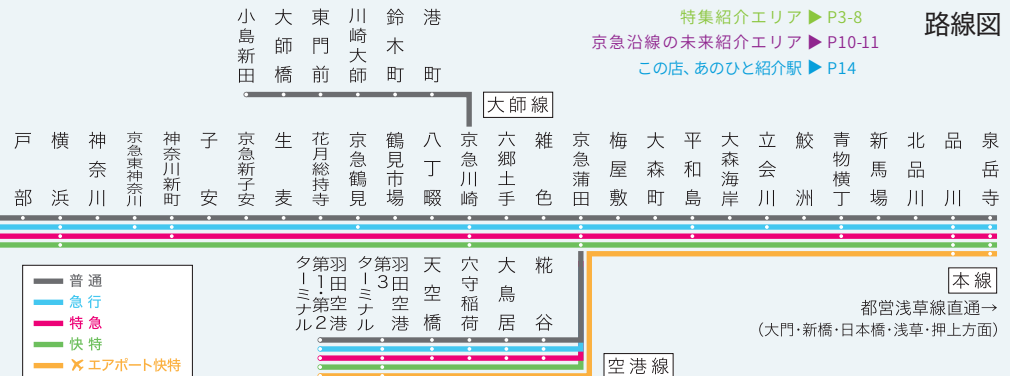 路線図
特集紹介エリア ▶ P3-8
京急沿線の未来紹介エリア ▶ P10-11
この店、あのひと紹介駅 ▶ P14
小島新田
大師橋
東門前
川崎大師
鈴木町
港町
大師線
戸部
横浜
神奈川
京急東神奈川
神奈川新町
子安
京急新子安
生麦
花月総持寺
京急鶴見
鶴見市場
八丁畷
京急川崎
六郷土手
雑色
京急蒲田
梅屋敷
大森町
平和島
大森海岸
立会川
鮫洲
青物横丁
新馬場
北品川
品川
泉岳寺
羽田空港
第1・第2
ターミナル
羽田空港
第3
ターミナル
天空橋
穴守稲荷
大鳥居
糀谷
空港線
本線
都営浅草線直通→
（大門・新橋・日本橋・浅草・押上方面）
普通
急行
特急
快特
エアポート快特